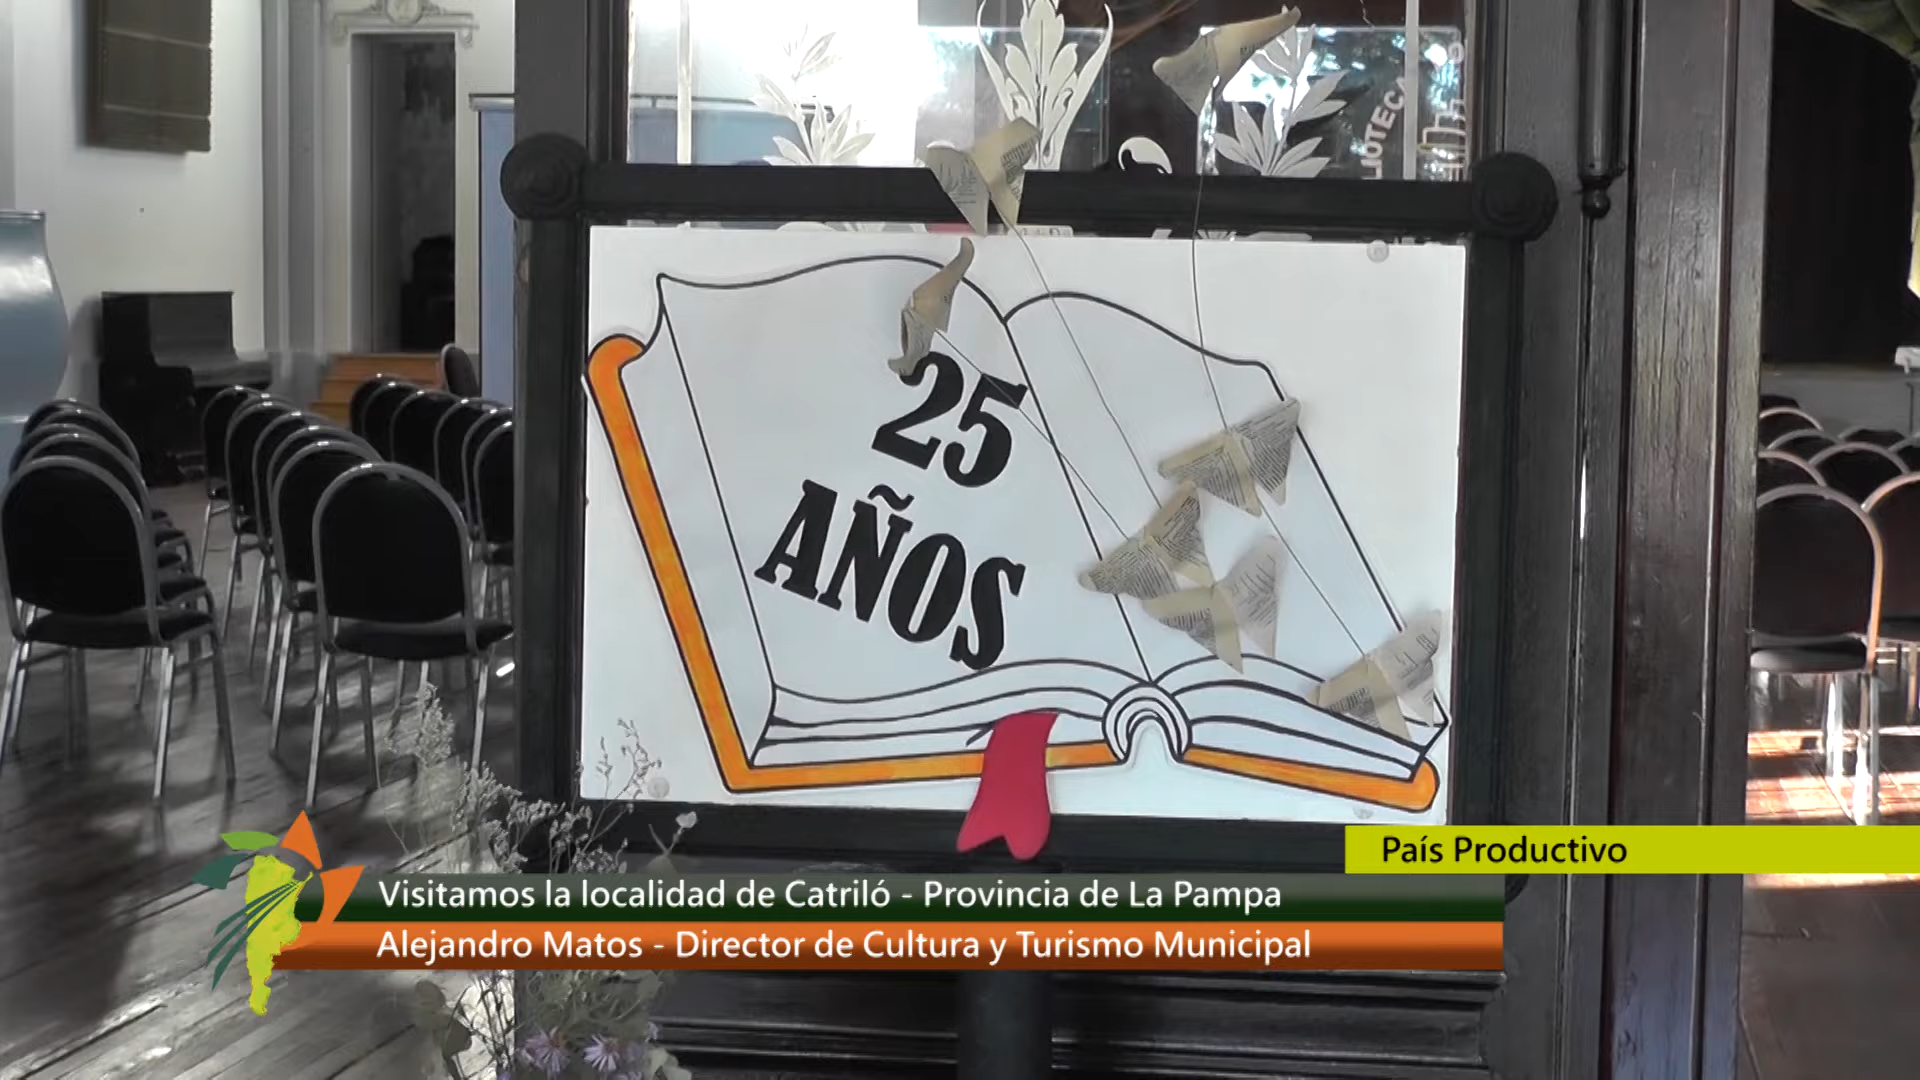 LIOTECA
25
AÑOS
País Productivo
Visitamos la localidad de Catriló - Provincia de La Pampa
Alejandro Matos - Director de Cultura y Turismo Municipal